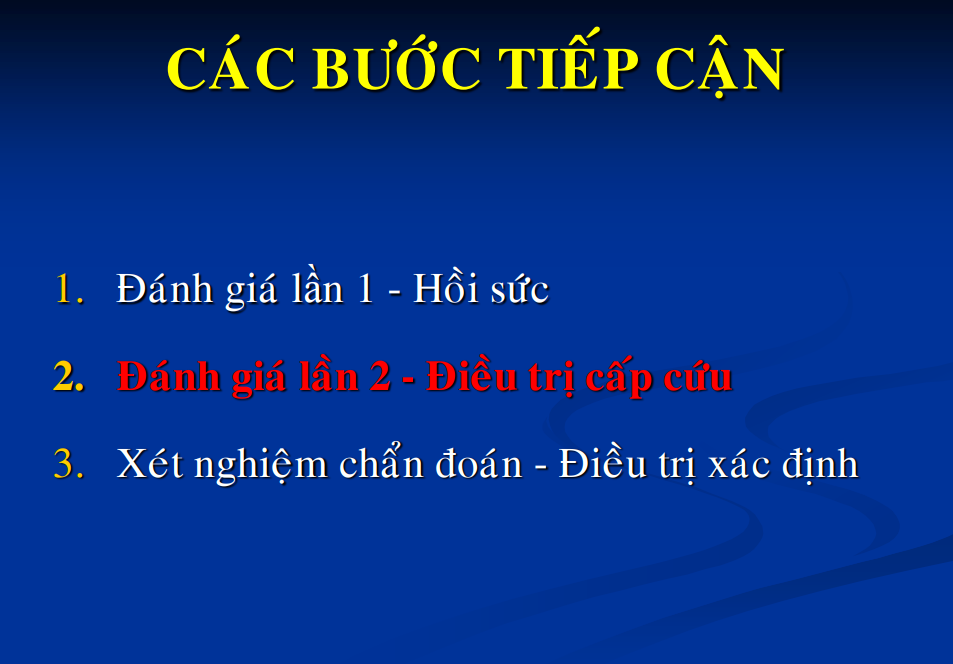 CÁC BƯỚC TIẾP CẬN
1. Đánh giá lần 1 - Hồi sức
2. Đánh giá lần 2 - Điều trị cấp cứu
3. Xét nghiệm chẩn đoán - Điều trị xác định